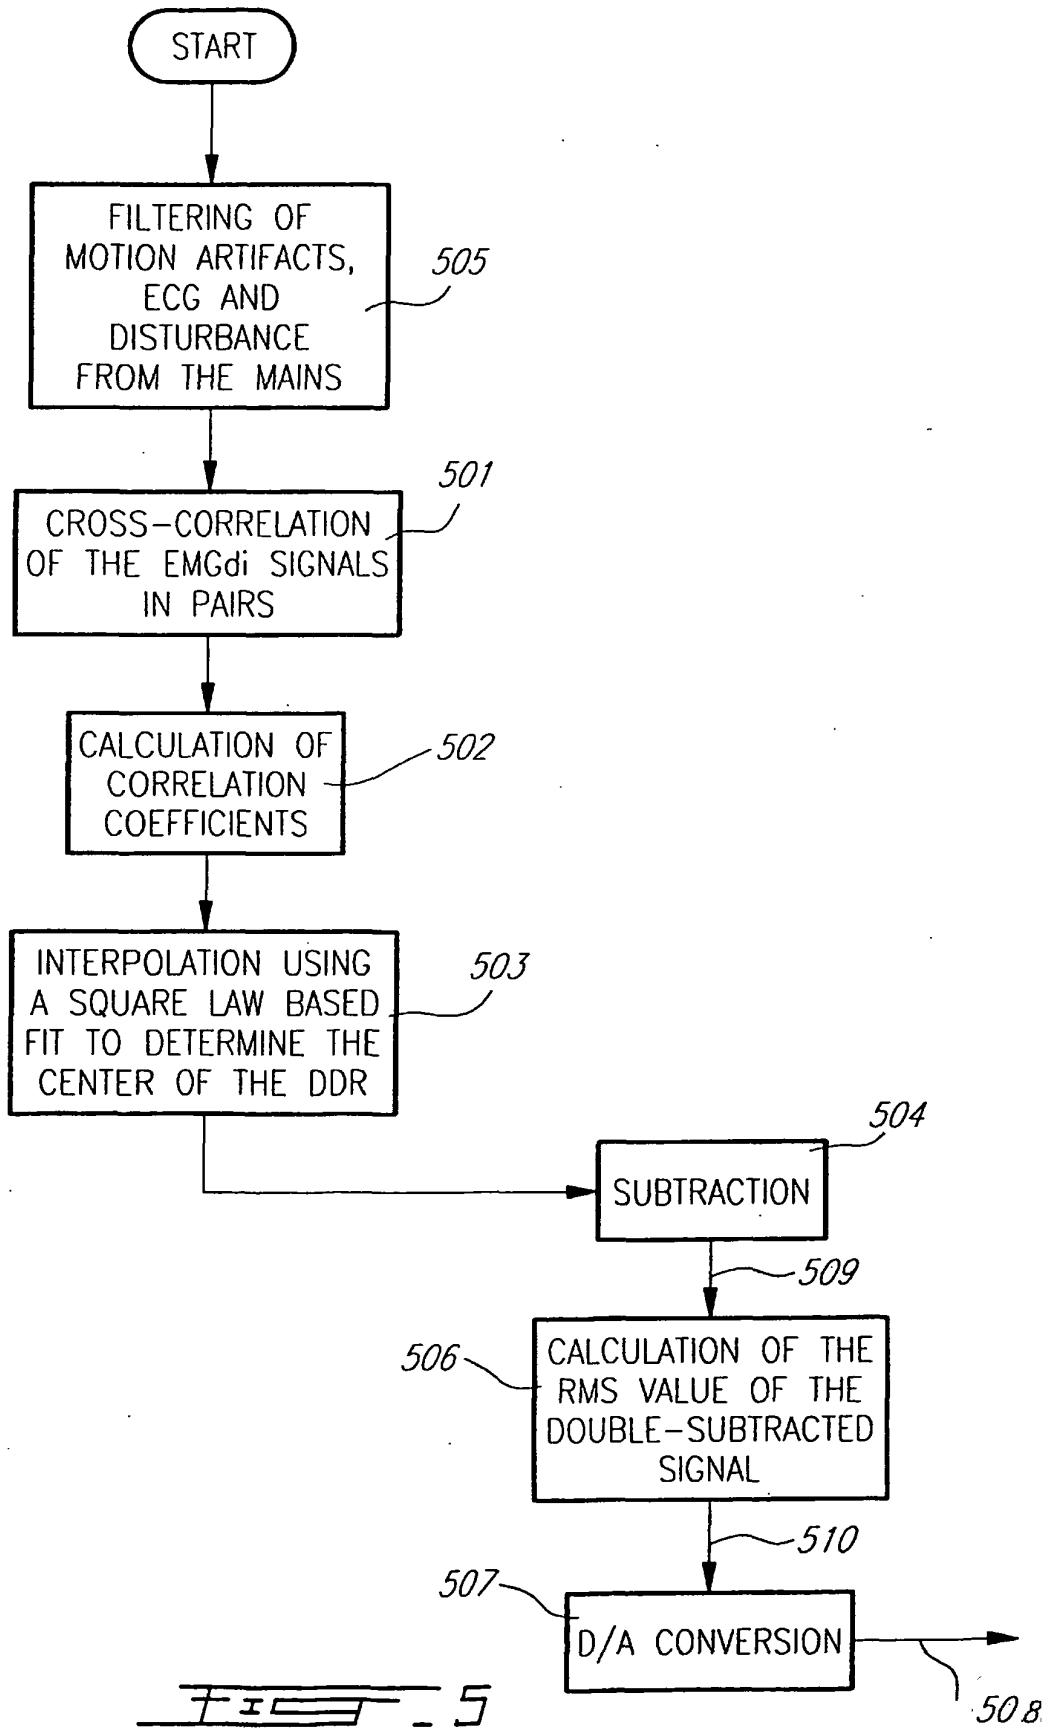 START
FILTERING OF
MOTION ARTIFACTS,
ECG AND
DISTURBANCE
FROM THE MAINS
505
501
CROSS-CORRELATION
OF THE EMGdi SIGNALS
IN PAIRS
CALCULATION OF
CORRELATION
COEFFICIENTS
502
INTERPOLATION USING
A SQUARE LAW BASED
FIT TO DETERMINE THE
CENTER OF THE DDR
503
504
SUBTRACTION
509
506
CALCULATION OF THE
RMS VALUE OF THE
DOUBLE-SUBTRACTED
SIGNAL
510
507
D/A CONVERSION
508
FIG_5